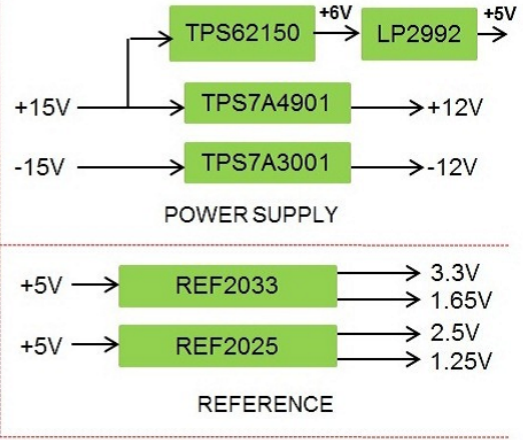 TPS62150 +6V LP2992 +5V
+15V TPS7A4901 +12V
-15V TPS7A3001 -12V
POWER SUPPLY
+5V REF2033 3.3V
1.65V
+5V REF2025 2.5V
1.25V
REFERENCE